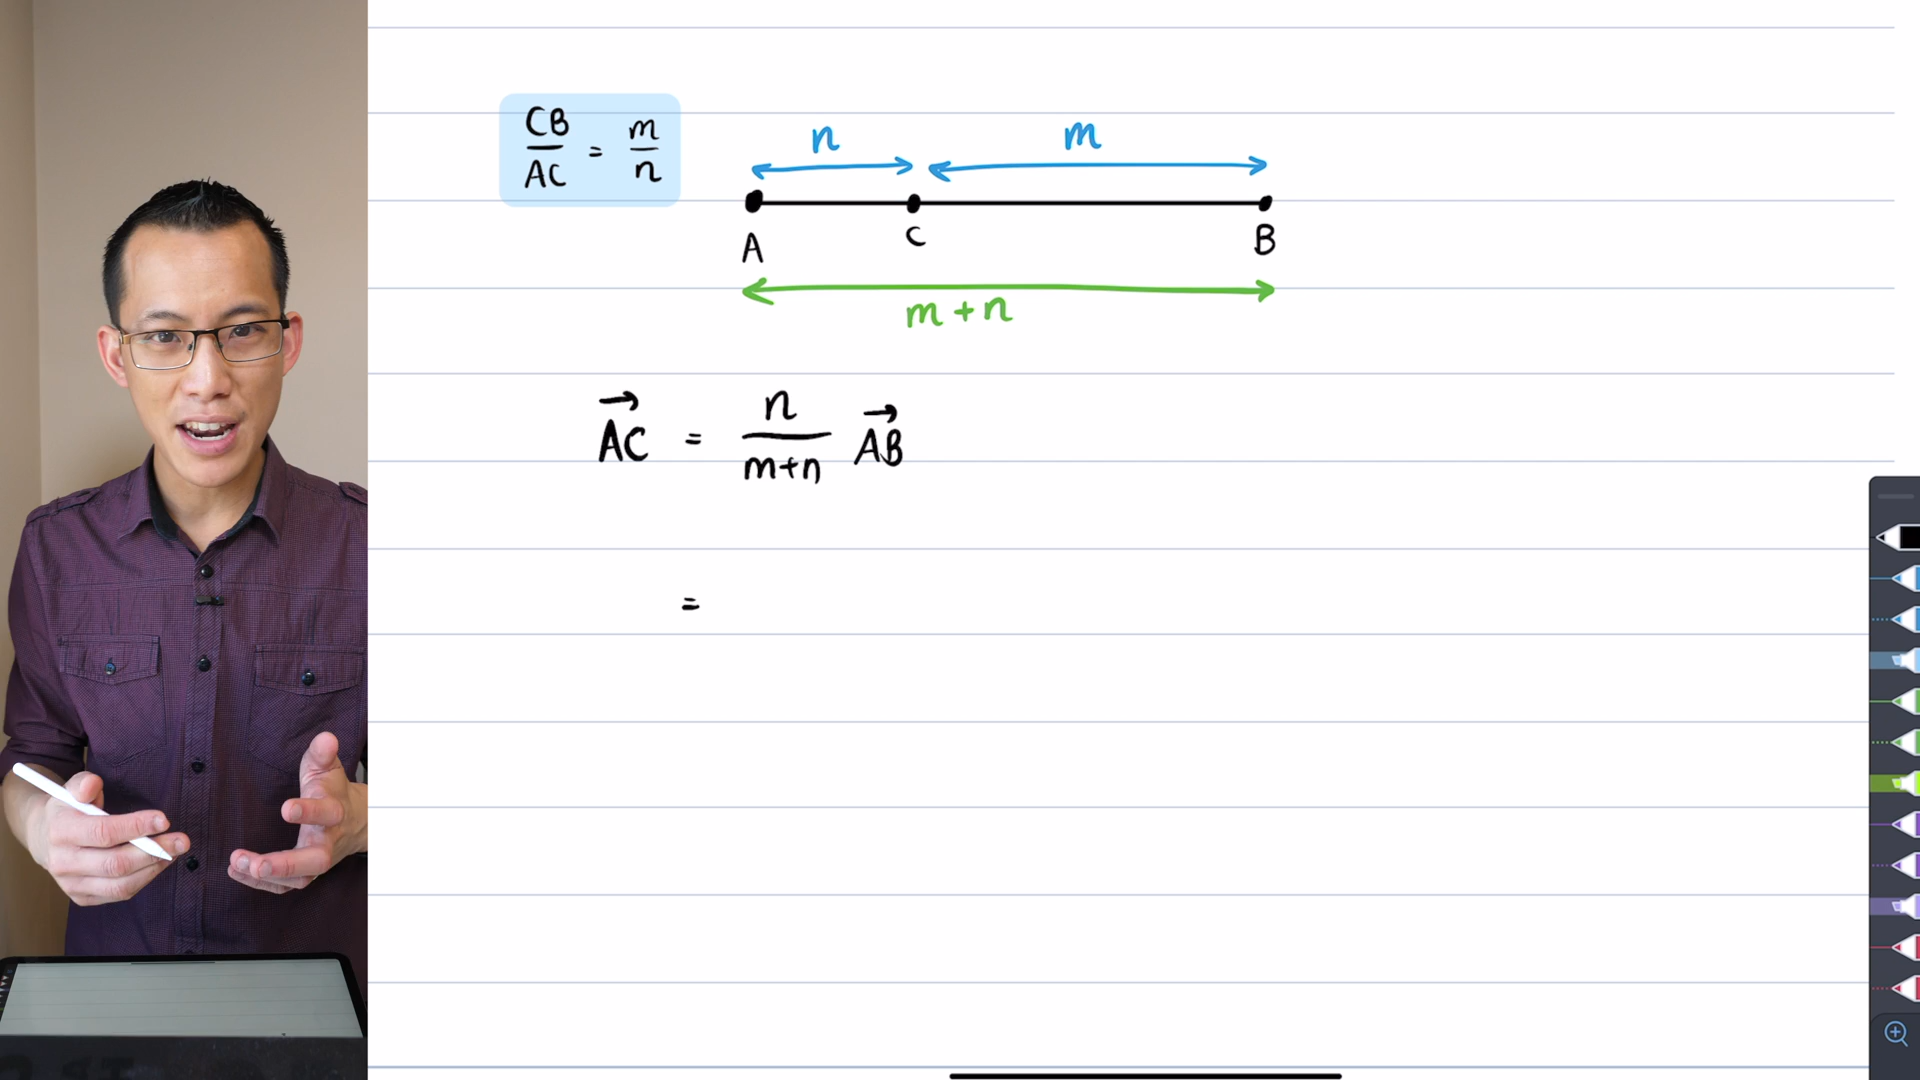 CB/AC = m/n
n m
A C B
m+n
→AC = n/(m+n) →AB
=